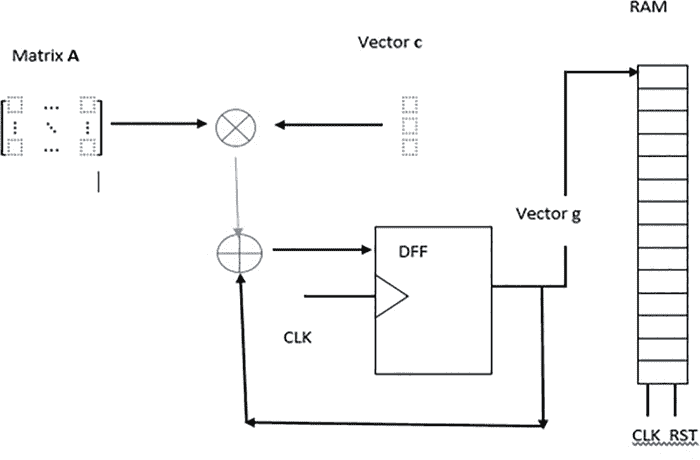 RAM
Vector c
Matrix A
Vector g
DFF
CLK
CLK RST